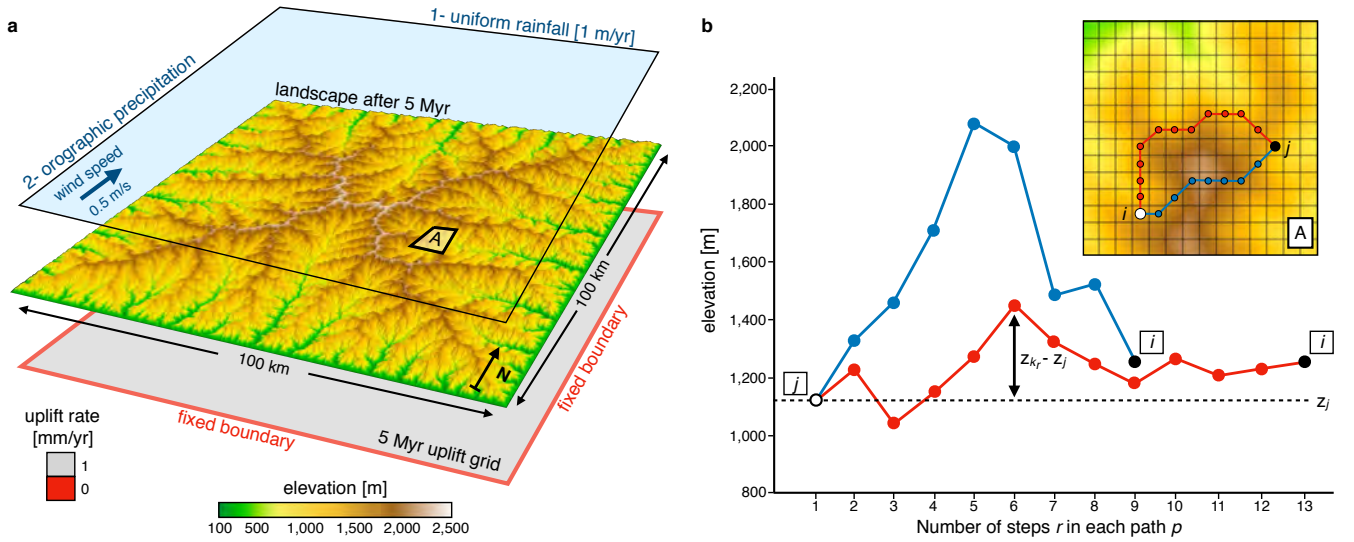 a
1- uniform rainfall [1 m/yr]
2- orographic precipitation
wind speed
0.5 m/s
landscape after 5 Myr
A
100 km
100 km
N
fixed boundary
fixed boundary
5 Myr uplift grid
uplift rate
[mm/yr]
1
0
elevation [m]
100 500 1,000 1,500 2,000 2,500
b
elevation [m]
2,200
2,000
1,800
1,600
1,400
1,200
1,000
800
j
i
A
j
i
i
z_{k_r} - z_j
z_j
1 2 3 4 5 6 7 8 9 10 11 12 13
Number of steps r in each path p